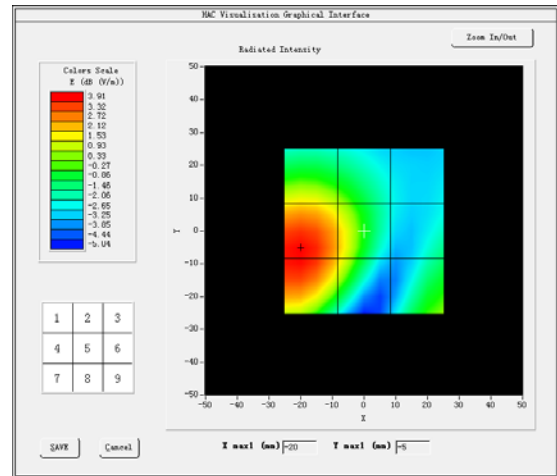 HAC Visualisation Graphical Interface
Zoom In/Out
Radiated Intensity
Colors Scale
E (dB (V/m))
3.91
3.32
2.72
2.12
1.53
0.93
0.33
-0.27
-0.86
-1.46
-2.06
-2.65
-3.25
-3.85
-4.44
-5.04
50
40
30
20
10
Y
0
-10
-20
-30
-40
-50
-50 -40 -30 -20 -10 0 10 20 30 40 50
X
1 2 3
4 5 6
7 8 9
SAVE Cancel X max1 (mm) -20 Y max1 (mm) -5